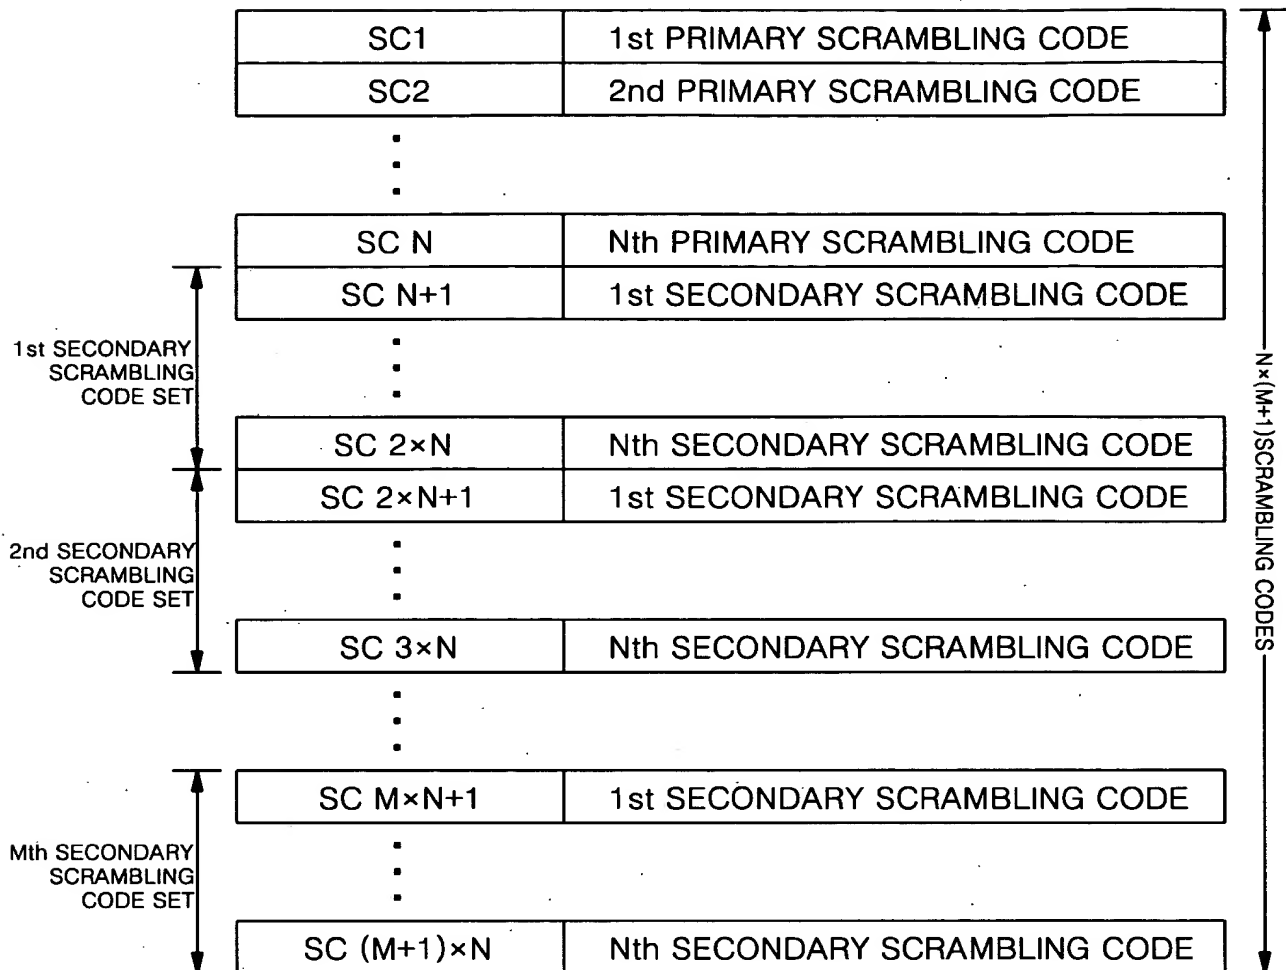 SC1 1st PRIMARY SCRAMBLING CODE
SC2 2nd PRIMARY SCRAMBLING CODE
SC N Nth PRIMARY SCRAMBLING CODE
SC N+1 1st SECONDARY SCRAMBLING CODE
1st SECONDARY
SCRAMBLING
CODE SET
SC 2×N Nth SECONDARY SCRAMBLING CODE
SC 2×N+1 1st SECONDARY SCRAMBLING CODE
2nd SECONDARY
SCRAMBLING
CODE SET
SC 3×N Nth SECONDARY SCRAMBLING CODE
SC M×N+1 1st SECONDARY SCRAMBLING CODE
Mth SECONDARY
SCRAMBLING
CODE SET
SC (M+1)×N Nth SECONDARY SCRAMBLING CODE
N×(M+1)SCRAMBLING CODES